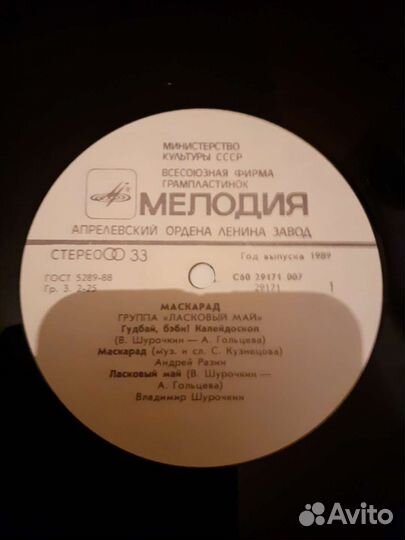 МИНИСТЕРСТВО
КУЛЬТУРЫ СССР
ВСЕСОЮЗНАЯ ФИРМА
ГРАМПЛАСТИНОК
МЕЛОДИЯ
АПРЕЛЕВСКИЙ ОРДЕНА ЛЕНИНА ЗАВОД
СТЕРЕО 33
Год выпуска 1989
ГОСТ 5289-88
С60 29171 007
Гр. 3. 2-25
29171
1
МАСКАРАД
ГРУППА «ЛАСКОВЫЙ МАЙ»
Гудбай, бэби! Калейдоскоп
(В. Шурочкин — А. Гольцева)
Маскарад (муз. и сл. С. Кузнецова)
Андрей Разин
Ласковый май (В. Шурочкин —
А. Гольцева)
Владимир Шурочкин
Avito